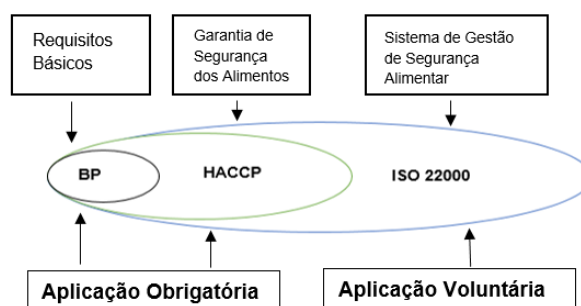 Requisitos
Básicos
Garantia de
Segurança
dos Alimentos
Sistema de Gestão
de Segurança
Alimentar
BP
HACCP
ISO 22000
Aplicação Obrigatória
Aplicação Voluntária